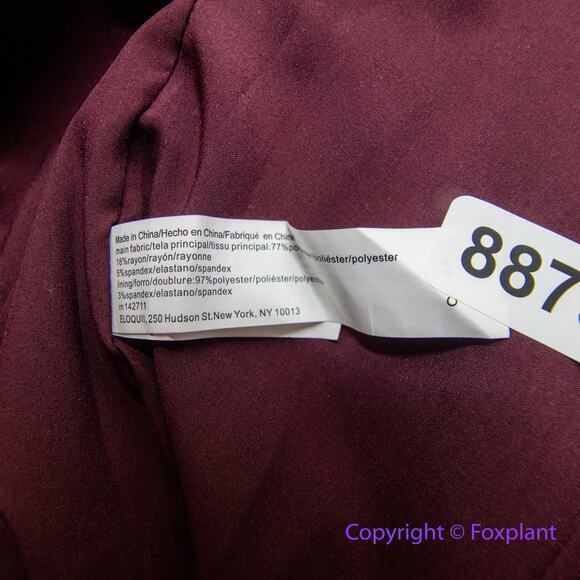 Made in China/Hecho en China/Fabriqué en Chine
main fabric/tela principal/tissu principal:77%polyester/poliéster/polyester
18%rayon/rayón/rayonne
5%spandex/elastano/spandex
lining/forro/doublure:97%polyester/poliéster/polyester
3%spandex/elastano/spandex
m 142711
ELOQUII, 250 Hudson St.New York, NY 10013
887
Copyright © Foxplant